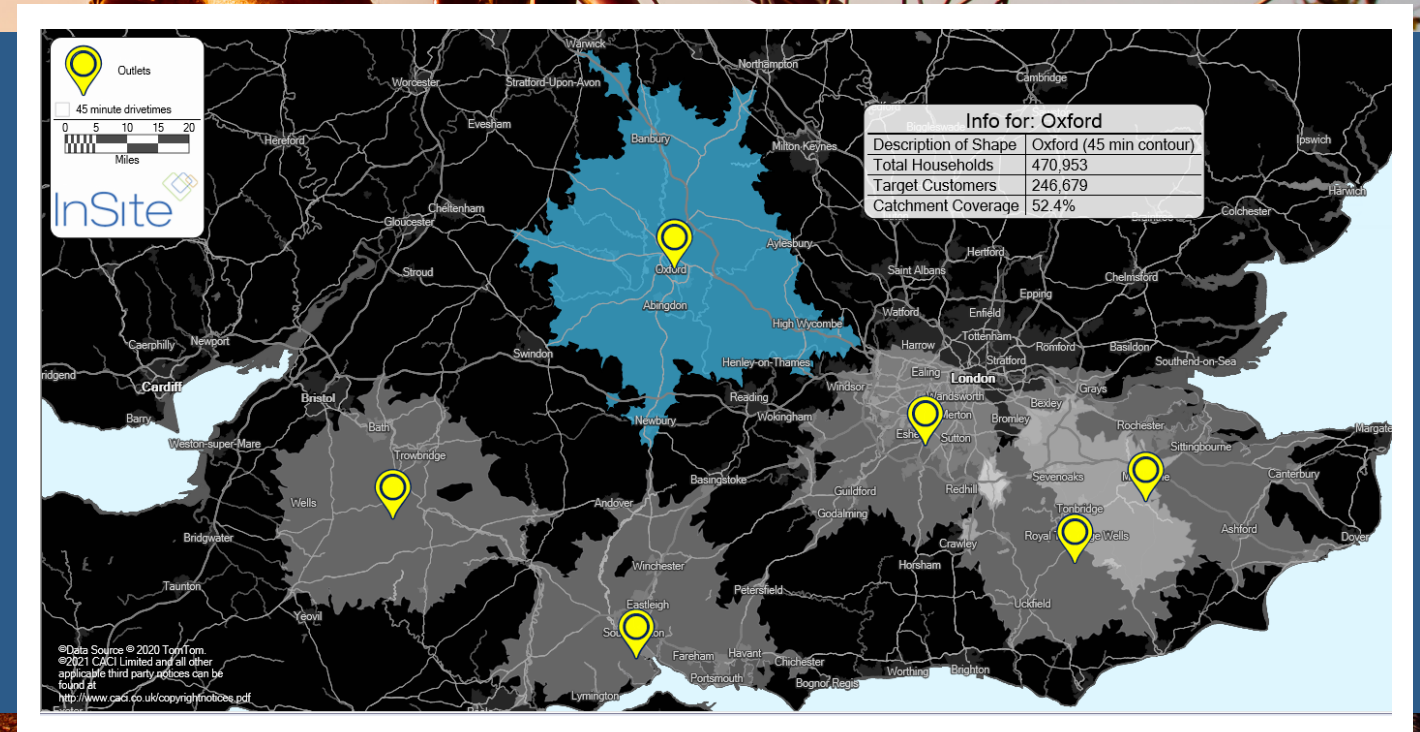 Outlets
45 minute drivetimes
0 5 10 15 20
Miles
InSite
Info for: Oxford
Description of Shape Oxford (45 min contour)
Total Households 470,953
Target Customers 246,679
Catchment Coverage 52.4%
Warwick
Northampton
Worcester
Stratford-Upon-Avon
Cambridge
Evesham
Hereford
Banbury
Milton-Keynes
Ipswich
Harwich
Cheltenham
Gloucester
Colchester
Aylesbury
Hertford
Stroud
Oxford
Saint Albans
Chelmsford
Epping
Abingdon
Watford
Enfield
High Wycombe
Tottenham
Caerphilly
Newport
Harrow
Romford
Basildon
Swindon
Henley-on-Thames
Stratford
Southend-on-Sea
ridgend
Cardiff
Ealing
London
Windsor
Grays
Bristol
Reading
Wandsworth
Bexley
Barry
Newbury
Wokingham
Merton
Bromley
Rochester
Bath
Margate
Weston-super-Mare
Eshe
Sutton
Sittingbourne
Trowbridge
Basingstoke
Sevenoaks
Canterbury
Guildford
Redhill
Wells
Andover
Godalming
Tonbridge
Bridgwater
Royal T
ge Wells
Ashford
Dover
Crawley
Winchester
Horsham
Taunton
Petersfield
Eastleigh
Uckfield
Yeovil
Sou
on
Fareham
Havant
Chichester
Worthing
Brighton
Portsmouth
Bognor Regis
Lymington
©Data Source © 2020 TomTom.
©2021 CACI Limited and all other
applicable third party notices can be
found at
http://www.caci.co.uk/copyrightnotices.pdf